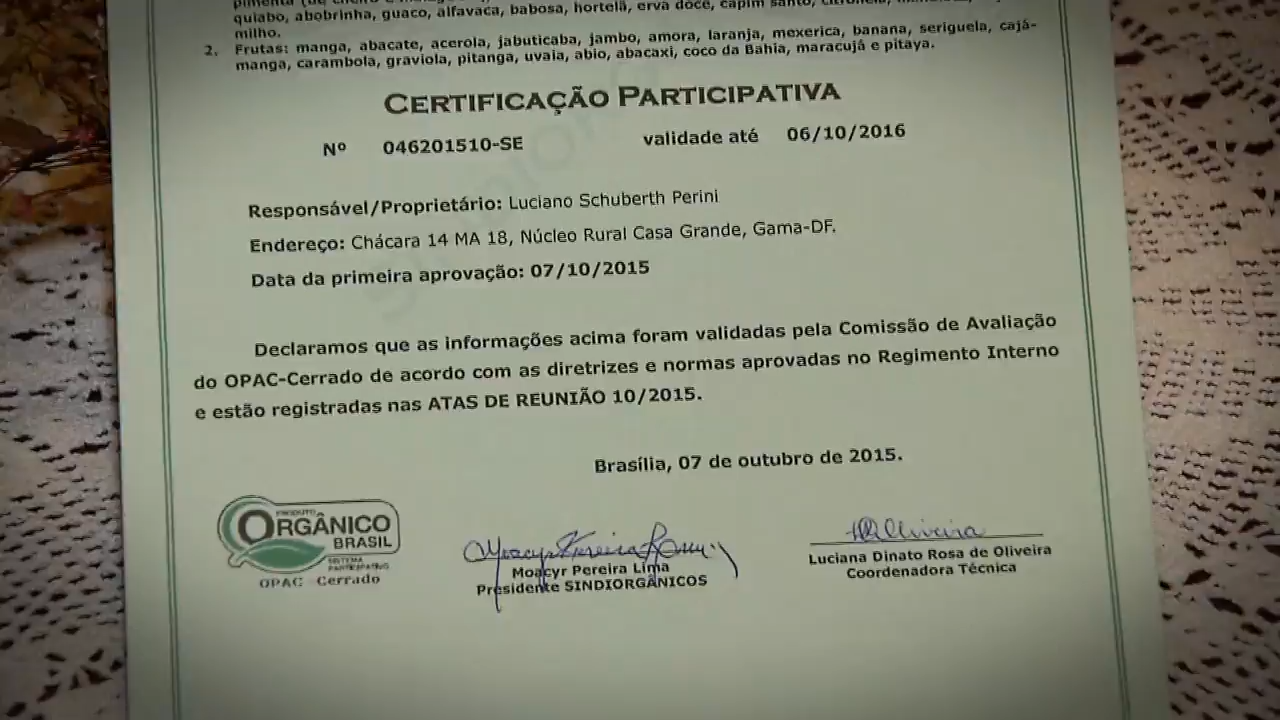 pimenta
quiabo, abobrinha, guaco, alfavaca, babosa, hortelã, erva doce, capim santo, citronela,
milho.
2. Frutas: manga, abacate, acerola, jabuticaba, jambo, amora, laranja, mexerica, banana, seriguela, cajá-
manga, carambola, graviola, pitanga, uvaia, abio, abacaxi, coco da Bahia, maracujá e pitaya.
CERTIFICAÇÃO PARTICIPATIVA
Nº 046201510-SE validade até 06/10/2016
Responsável/Proprietário: Luciano Schuberth Perini
Endereço: Chácara 14 MA 18, Núcleo Rural Casa Grande, Gama-DF.
Data da primeira aprovação: 07/10/2015
Declaramos que as informações acima foram validadas pela Comissão de Avaliação
do OPAC-Cerrado de acordo com as diretrizes e normas aprovadas no Regimento Interno
e estão registradas nas ATAS DE REUNIÃO 10/2015.
Brasília, 07 de outubro de 2015.
PRODUTO
ORGÂNICO
BRASIL
SISTEMA
PARTICIPATIVO
OPAC - Cerrado
Moacyr Pereira Lima
Presidente SINDIORGÂNICOS
Luciana Dinato Rosa de Oliveira
Coordenadora Técnica